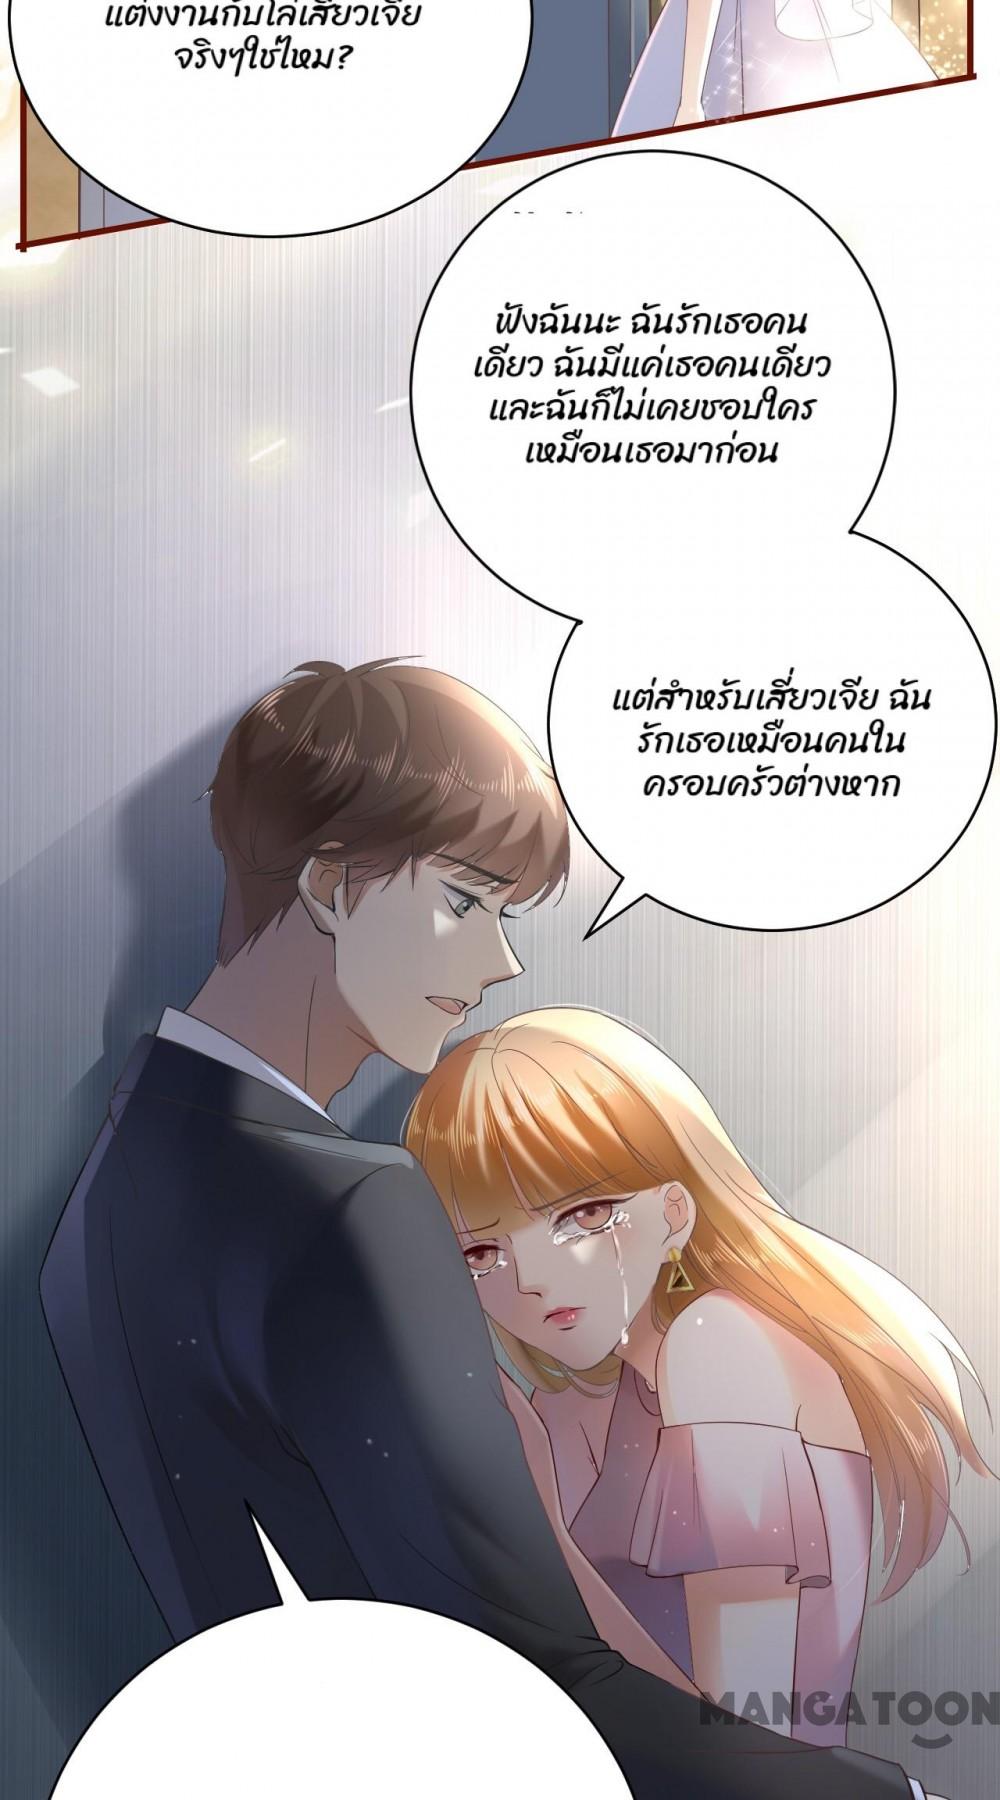 แต่งงานกับโล่เสี่ยวเจีย
จริงๆใช่ไหม?
ฟังฉันนะ ฉันรักเธอคน
เดียว ฉันมีแค่เธอคนเดียว
และฉันก็ไม่เคยชอบใคร
เหมือนเธอมาก่อน
แต่สำหรับเสี่ยวเจีย ฉัน
รักเธอเหมือนคนใน
ครอบครัวต่างหาก
MANGATOON